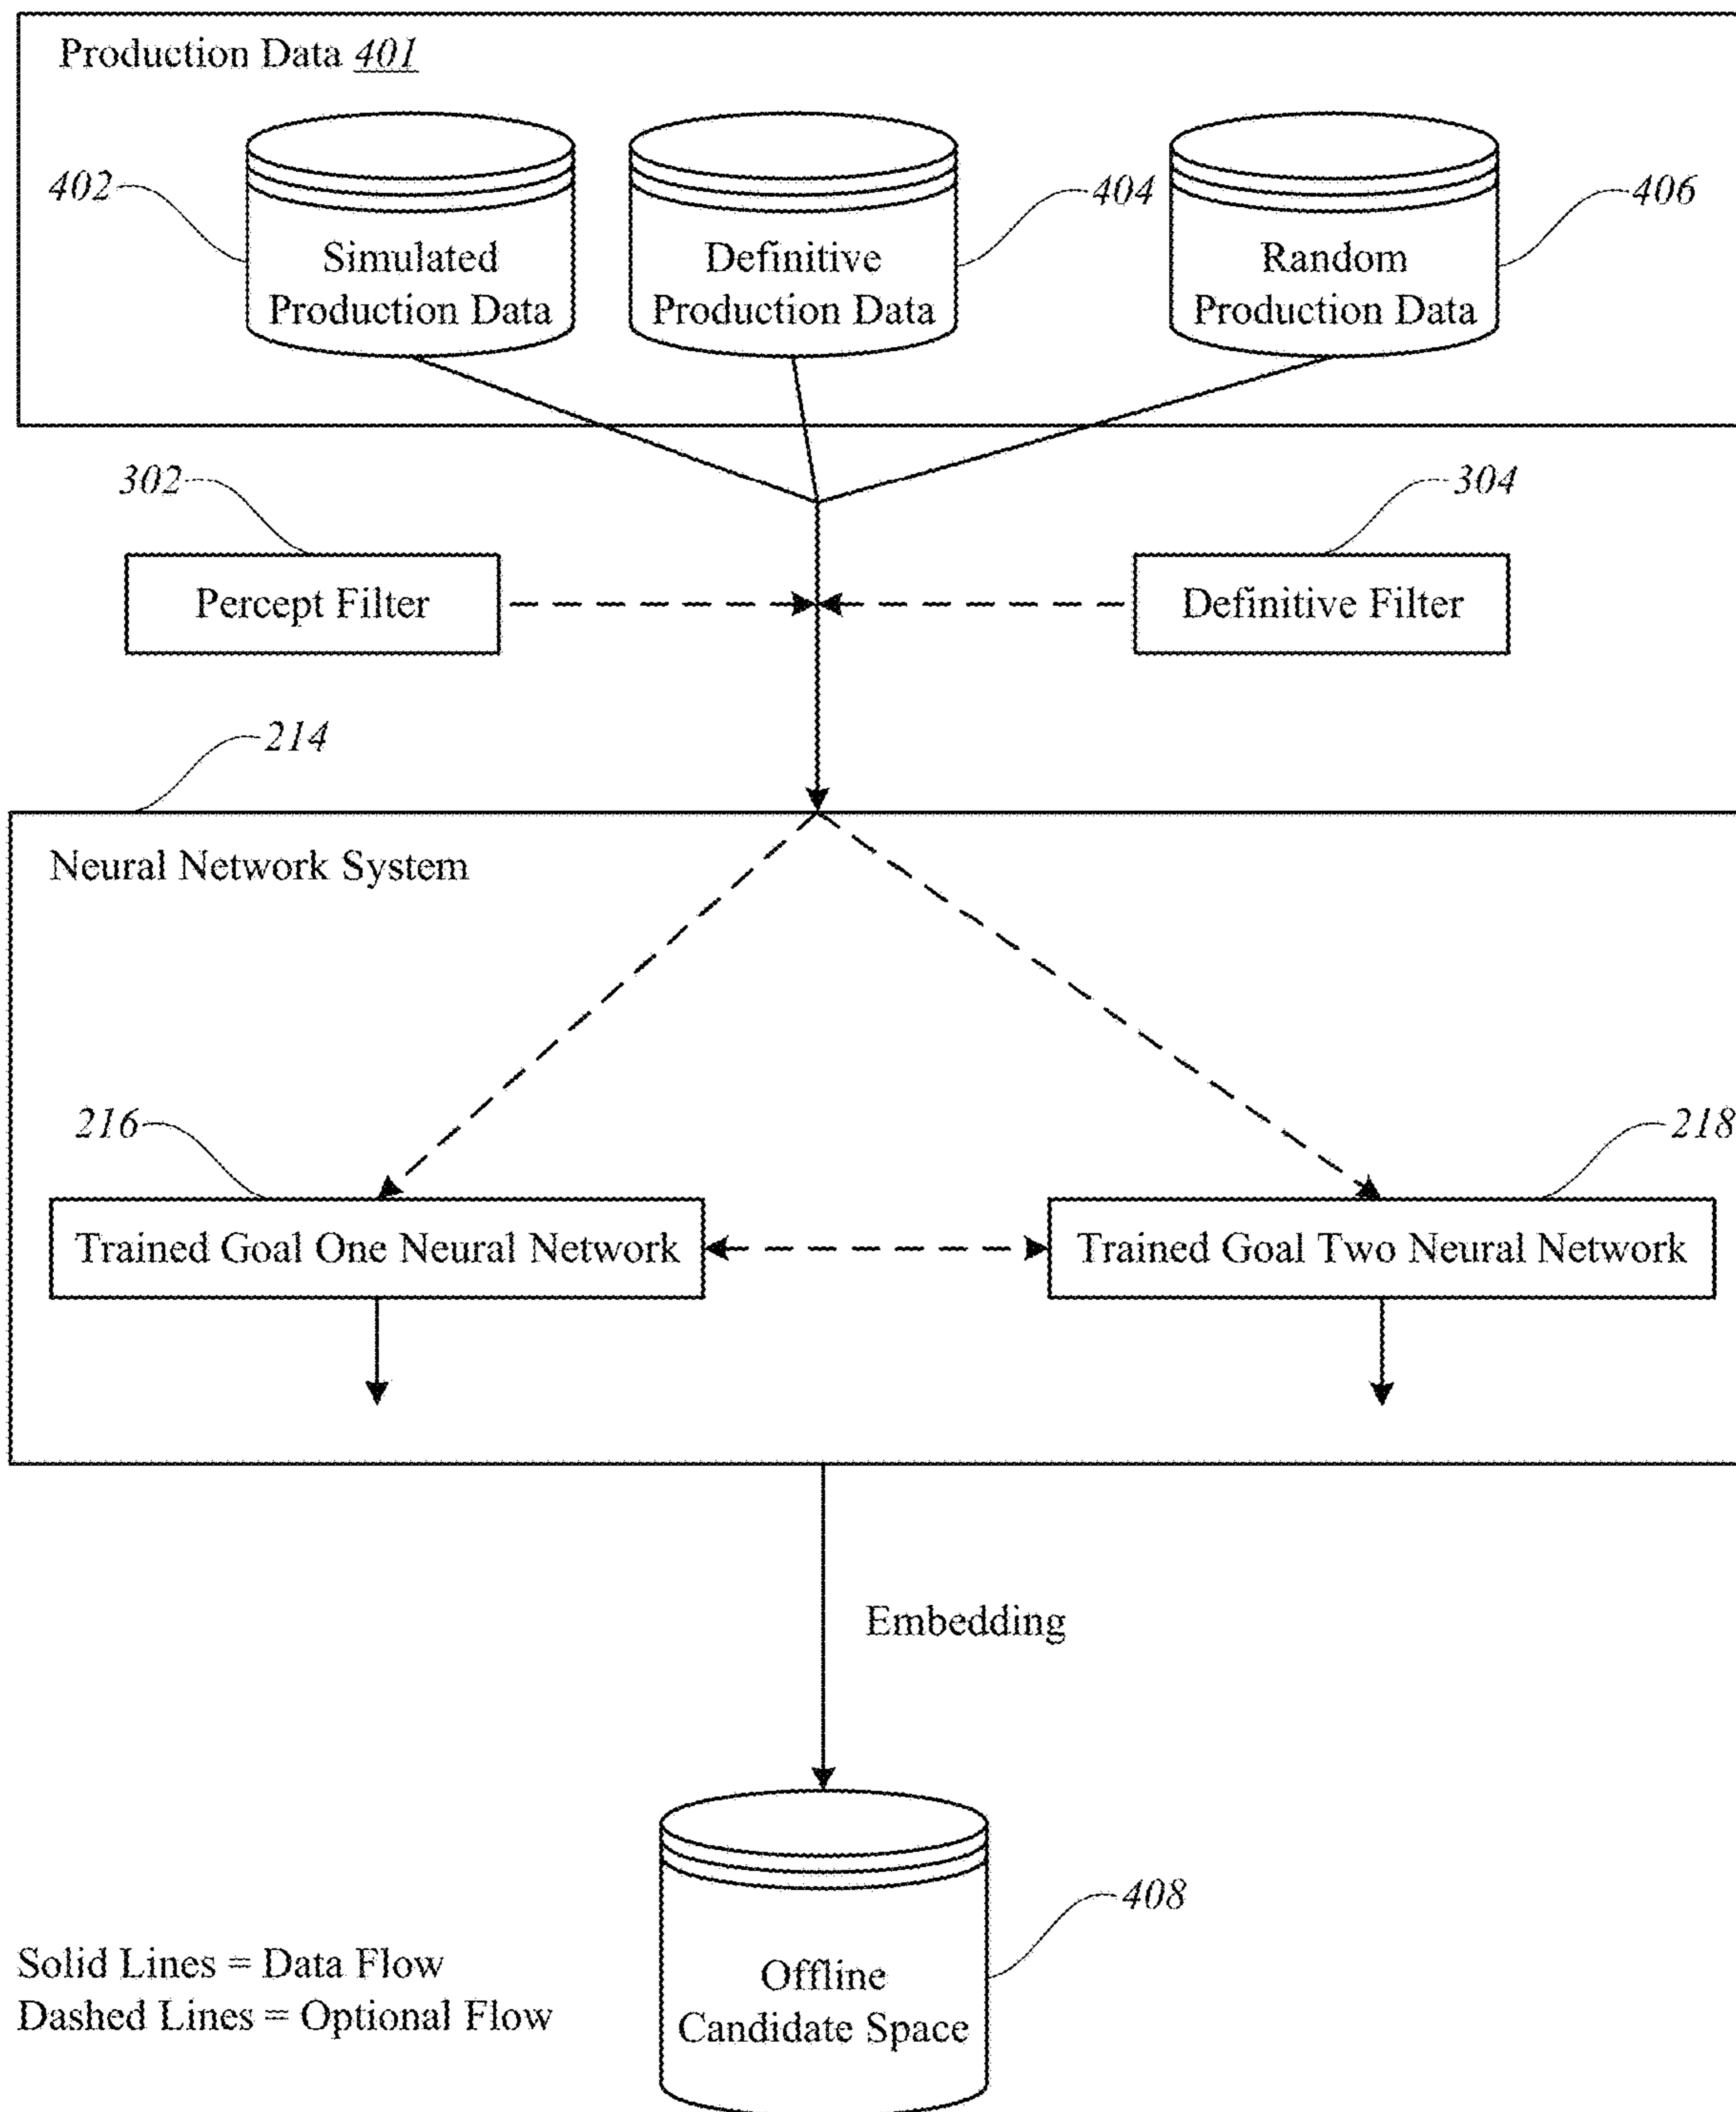 Production Data 401
402
404
406
Simulated
Production Data
Definitive
Production Data
Random
Production Data
302
304
Percept Filter
Definitive Filter
214
Neural Network System
216
218
Trained Goal One Neural Network
Trained Goal Two Neural Network
Embedding
408
Offline
Candidate Space
Solid Lines = Data Flow
Dashed Lines = Optional Flow